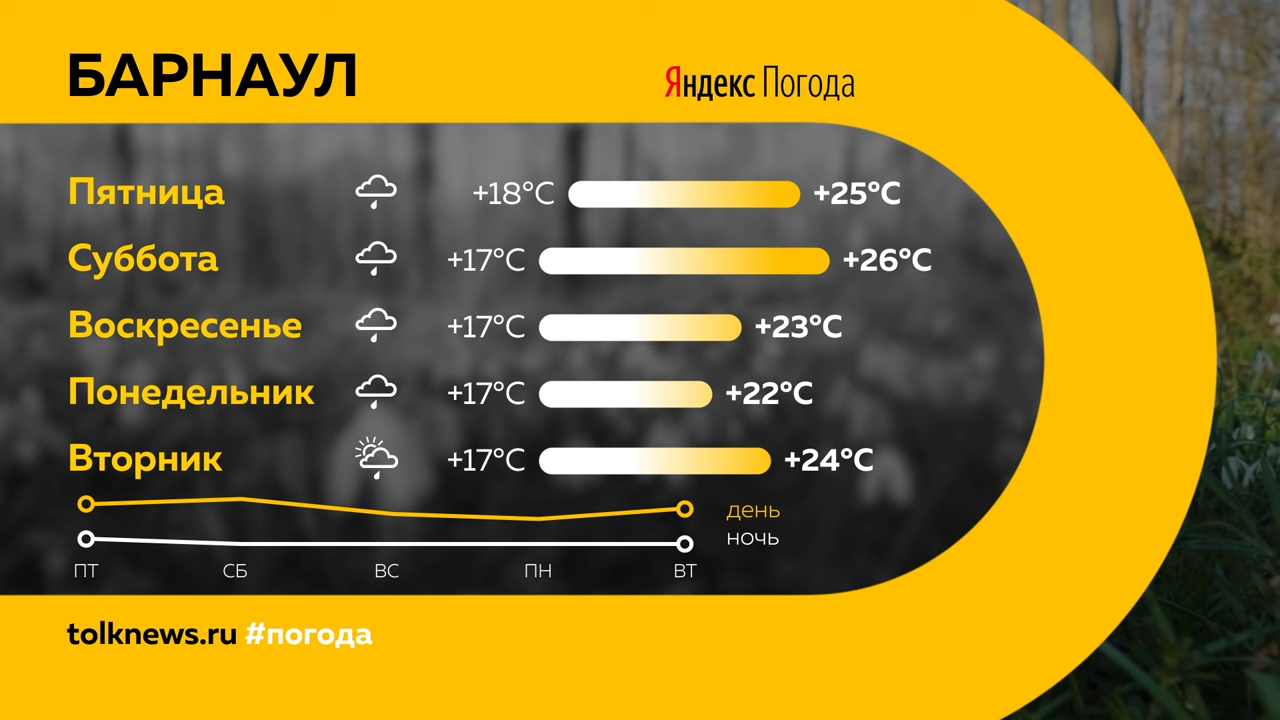 БАРНАУЛ
Яндекс Погода
Пятница +18°C +25°C
Суббота +17°C +26°C
Воскресенье +17°C +23°C
Понедельник +17°C +22°C
Вторник +17°C +24°C
день
ночь
ПТ СБ ВС ПН ВТ
tolknews.ru #погода